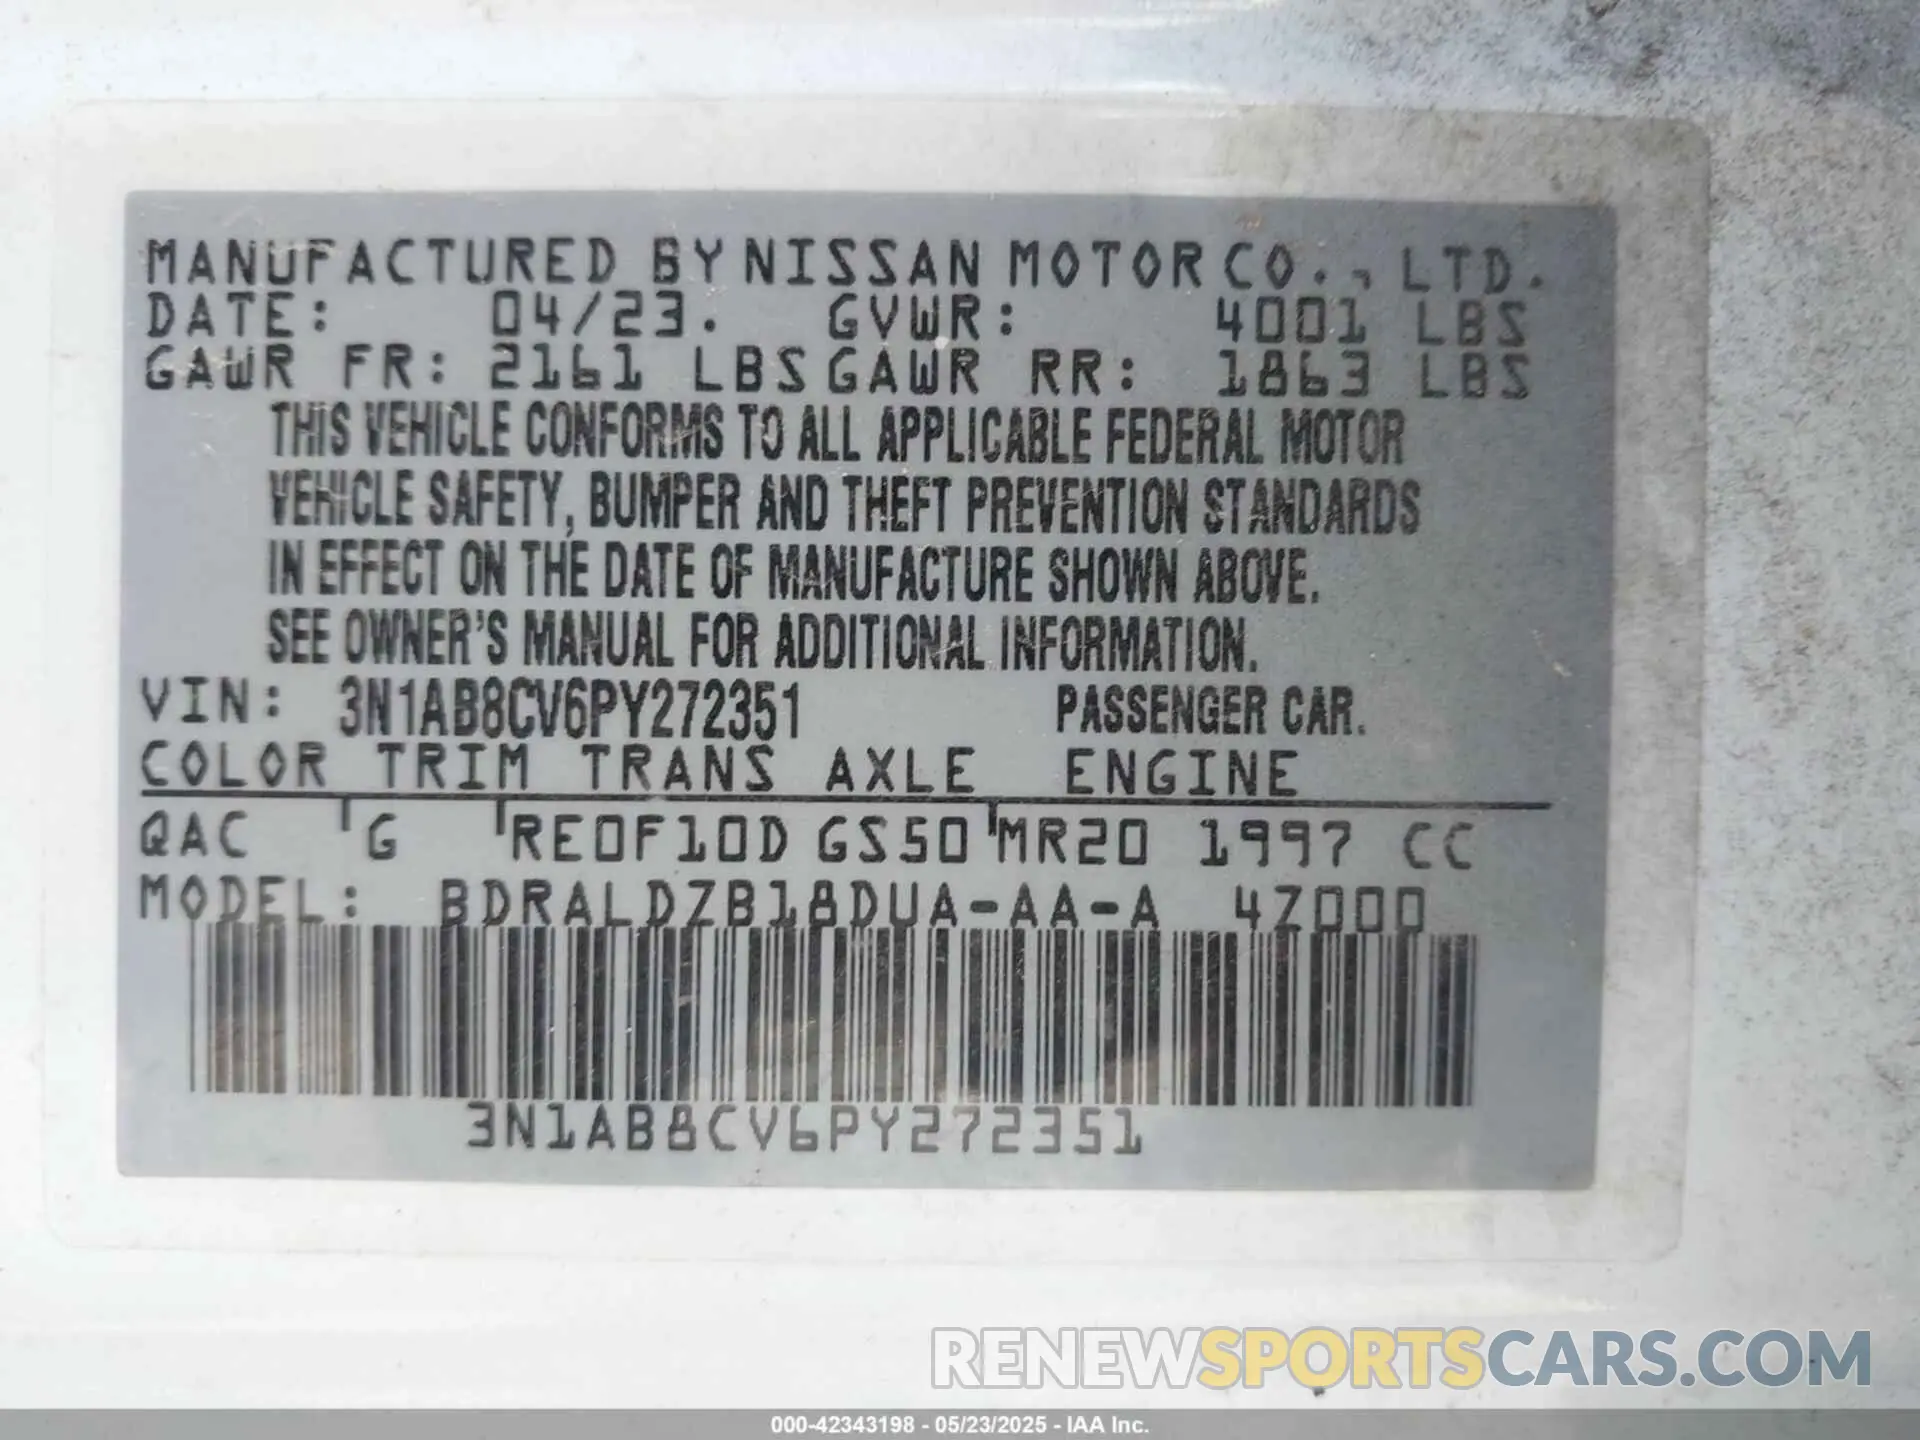 MANUFACTURED BY NISSAN MOTOR CO., LTD.
DATE: 04/23. GVWR: 4001 LBS
GAWR FR: 2161 LBS GAWR RR: 1863 LBS
THIS VEHICLE CONFORMS TO ALL APPLICABLE FEDERAL MOTOR
VEHICLE SAFETY, BUMPER AND THEFT PREVENTION STANDARDS
IN EFFECT ON THE DATE OF MANUFACTURE SHOWN ABOVE.
SEE OWNER'S MANUAL FOR ADDITIONAL INFORMATION.
VIN: 3N1AB8CV6PY272351 PASSENGER CAR.
COLOR TRIM TRANS AXLE ENGINE
QAC G RE0F10D GS50 MR20 1997 CC
MODEL: BDRALDZB18DUA-AA-A 4Z000
3N1AB8CV6PY272351
RENEWSPORTSCARS.COM
000-42343198 - 05/23/2025 - IAA Inc.